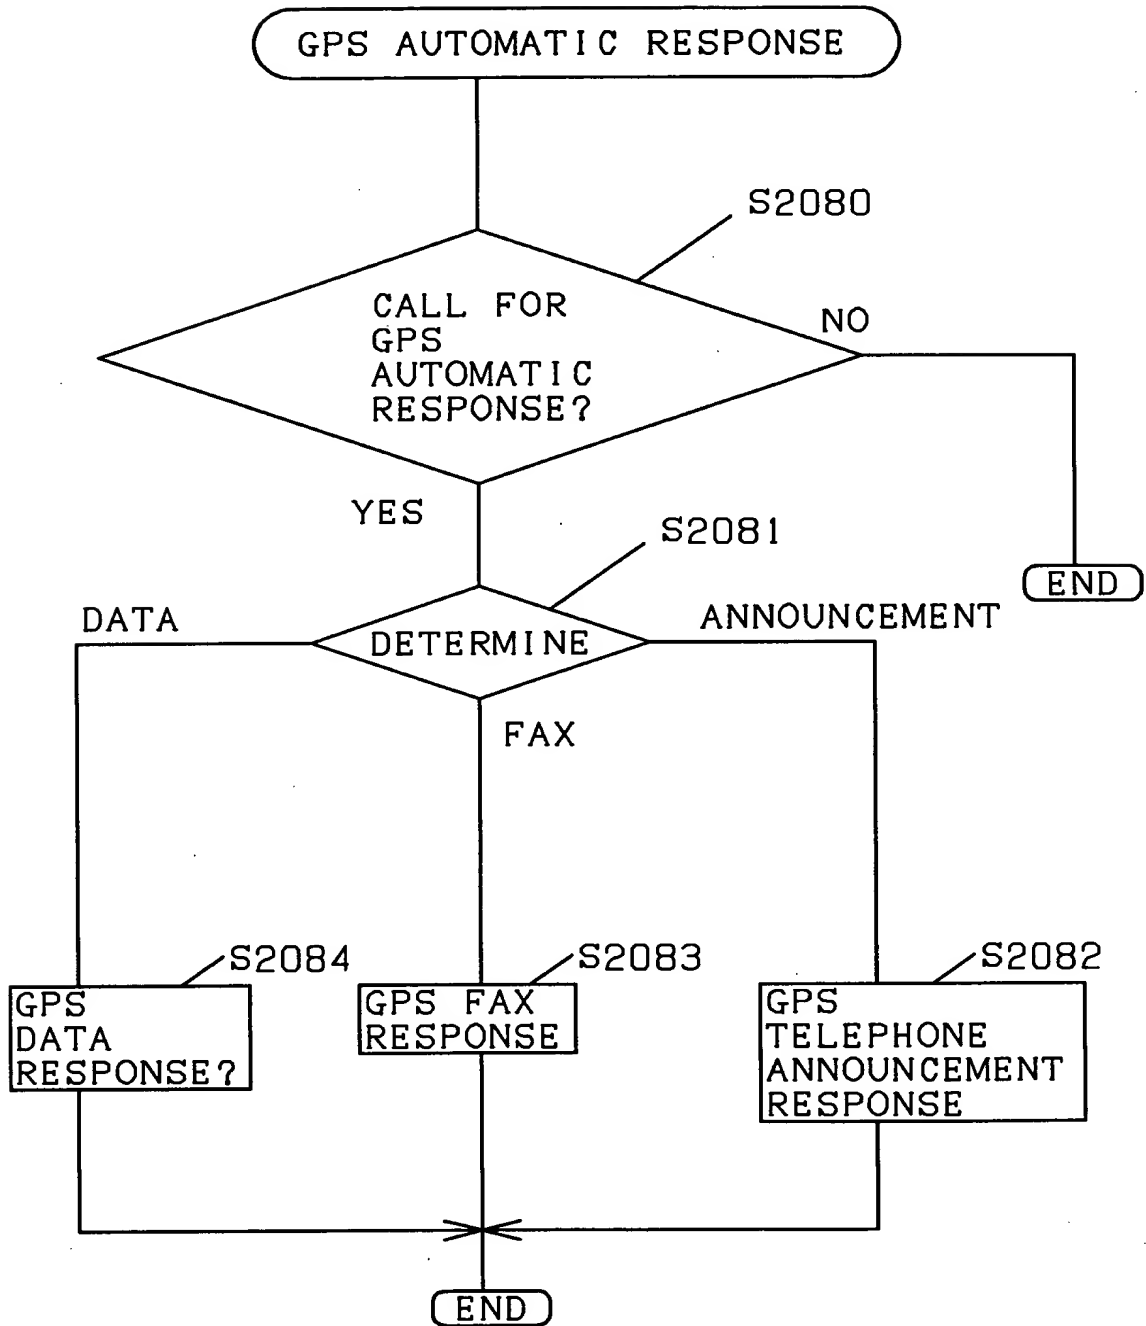 GPS AUTOMATIC RESPONSE
S2080
CALL FOR
GPS
AUTOMATIC
RESPONSE?
NO
YES
S2081
END
DATA
DETERMINE
ANNOUNCEMENT
FAX
S2084
S2083
S2082
GPS
DATA
RESPONSE?
GPS FAX
RESPONSE
GPS
TELEPHONE
ANNOUNCEMENT
RESPONSE
END